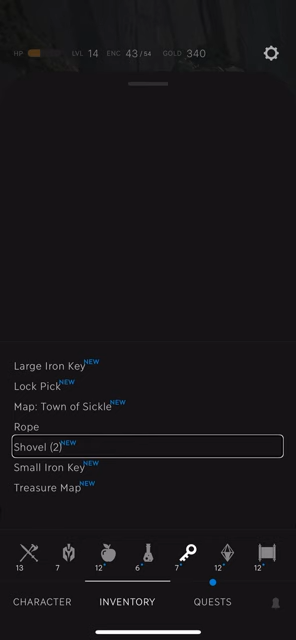 HP LVL 14 ENC 43/54 GOLD 340
Large Iron Key NEW
Lock Pick NEW
Map: Town of Sickle NEW
Rope
Shovel (2) NEW
Small Iron Key NEW
Treasure Map NEW
13 7 12 6 7 12 12
CHARACTER INVENTORY QUESTS